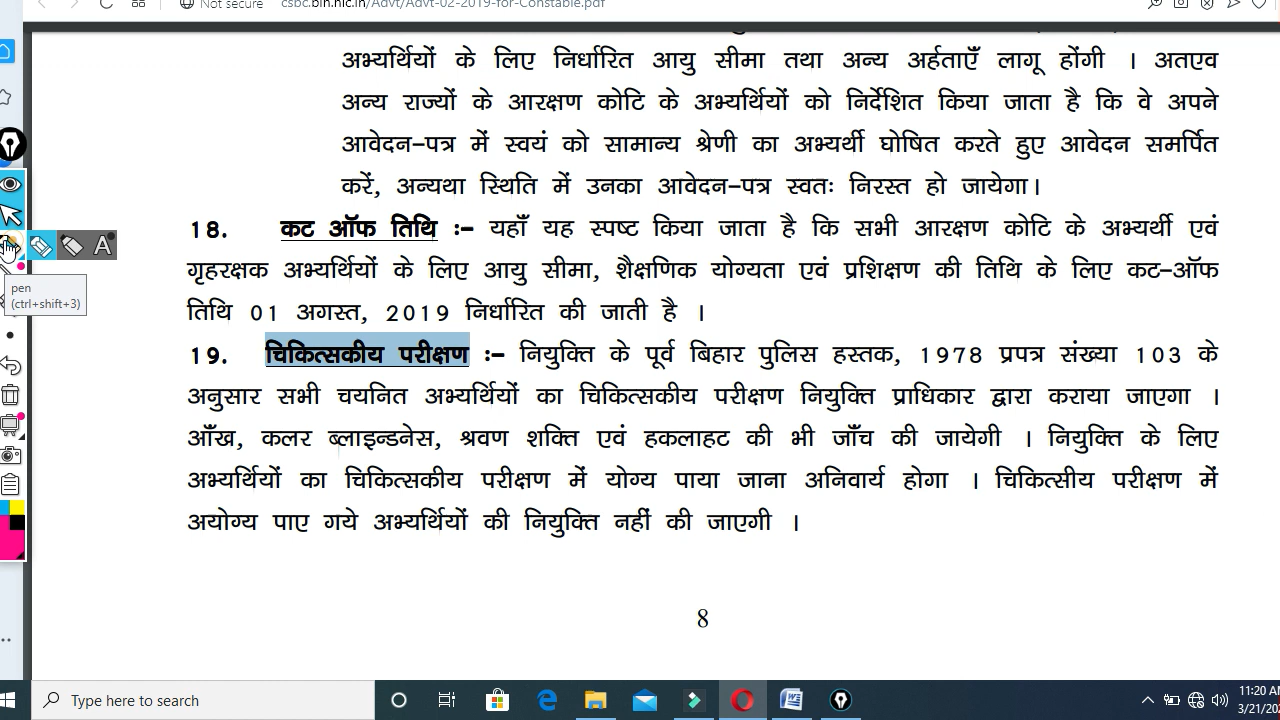 Not secure csbc.bih.nic.in/Advt/Advt-02-2019-for-Constable.pdf
अभ्यर्थियों के लिए निर्धारित आयु सीमा तथा अन्य अर्हताएँ लागू होंगी । अतएव
अन्य राज्यों के आरक्षण कोटि के अभ्यर्थियों को निर्देशित किया जाता है कि वे अपने
आवेदन-पत्र में स्वयं को सामान्य श्रेणी का अभ्यर्थी घोषित करते हुए आवेदन समर्पित
करें, अन्यथा स्थिति में उनका आवेदन-पत्र स्वतः निरस्त हो जायेगा।
18. कट ऑफ तिथि :- यहाँ यह स्पष्ट किया जाता है कि सभी आरक्षण कोटि के अभ्यर्थी एवं
गृहरक्षक अभ्यर्थियों के लिए आयु सीमा, शैक्षणिक योग्यता एवं प्रशिक्षण की तिथि के लिए कट-ऑफ
तिथि 01 अगस्त, 2019 निर्धारित की जाती है ।
19. चिकित्सकीय परीक्षण :- नियुक्ति के पूर्व बिहार पुलिस हस्तक, 1978 प्रपत्र संख्या 103 के
अनुसार सभी चयनित अभ्यर्थियों का चिकित्सकीय परीक्षण नियुक्ति प्राधिकार द्वारा कराया जाएगा ।
आँख, कलर ब्लाइन्डनेस, श्रवण शक्ति एवं हकलाहट की भी जाँच की जायेगी । नियुक्ति के लिए
अभ्यर्थियों का चिकित्सकीय परीक्षण में योग्य पाया जाना अनिवार्य होगा । चिकित्सीय परीक्षण में
अयोग्य पाए गये अभ्यर्थियों की नियुक्ति नहीं की जाएगी ।
8
A
pen
(ctrl+shift+3)
Type here to search
11:20 AM
3/21/20